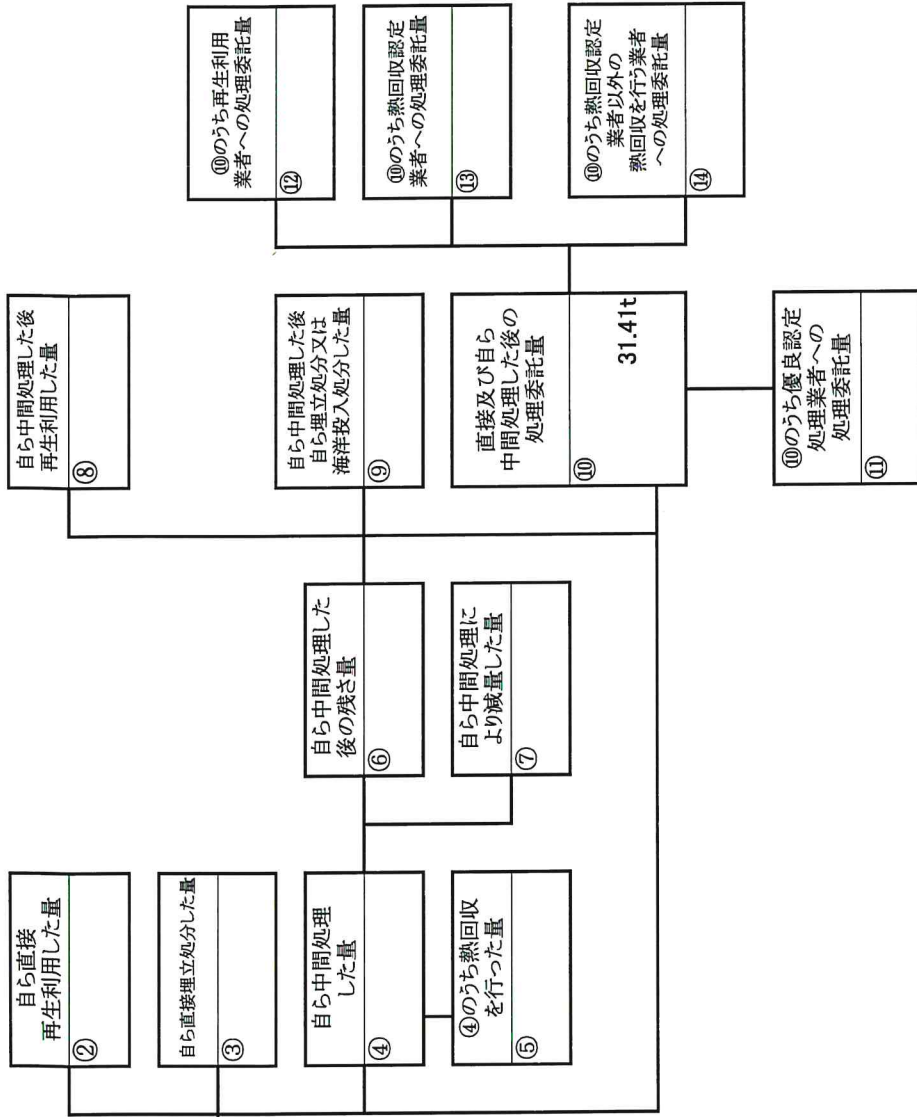 自ら直接
再生利用した量
②
自ら直接埋立処分した量
③
自ら中間処理
した量
④
④のうち熱回収
を行った量
⑤
自ら中間処理した
後の残さ量
⑥
自ら中間処理に
より減量した量
⑦
自ら中間処理した後
再生利用した量
⑧
自ら中間処理した後
自ら埋立処分又は
海洋投入処分した量
⑨
直接及び自ら
中間処理した後の
処理委託量
⑩
31.41t
⑩のうち優良認定
処理業者への
処理委託量
⑪
⑩のうち再生利用
業者への処理委託量
⑫
⑩のうち熱回収認定
業者への処理委託量
⑬
⑩のうち熱回収認定
業者以外の
熱回収を行う業者
への処理委託量
⑭